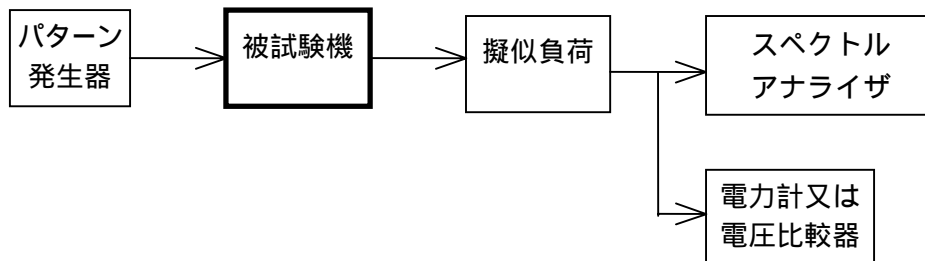 パターン
発生器
被試験機
擬似負荷
スペクトル
アナライザ
電力計又は
電圧比較器